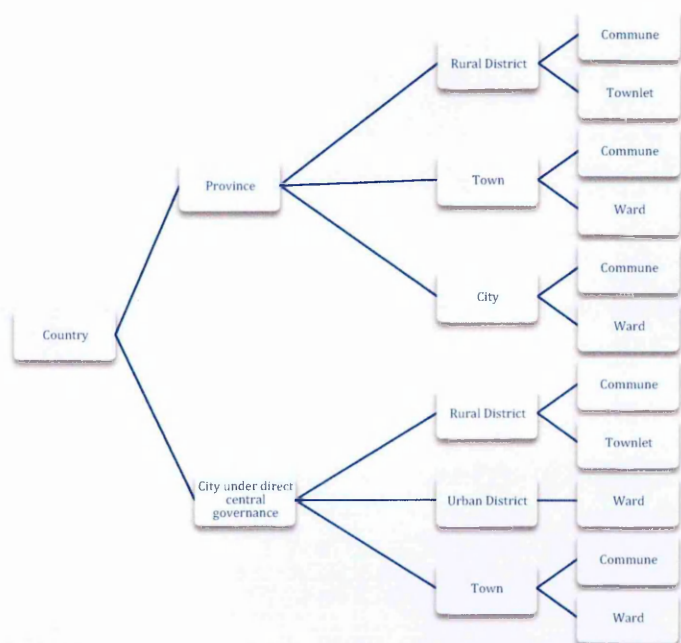 Country
Province
Rural District
Commune
Townlet
Town
Commune
Ward
City
Commune
Ward
City under direct
central
governance
Rural District
Commune
Townlet
Urban District
Ward
Town
Commune
Ward